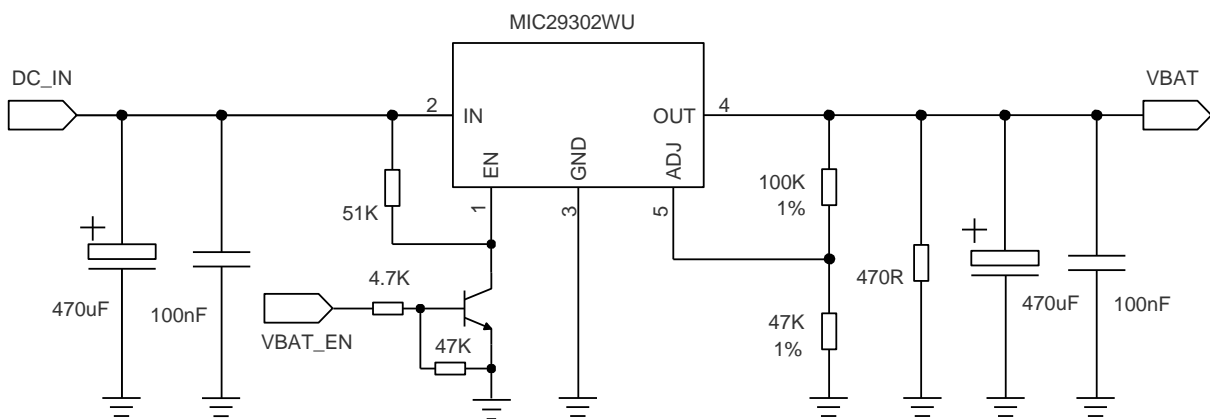 MIC29302WU
DC_IN
VBAT
2
IN
OUT
4
EN
GND
ADJ
1
3
5
51K
100K
1%
4.7K
470uF
100nF
VBAT_EN
47K
47K
1%
470R
470uF
100nF